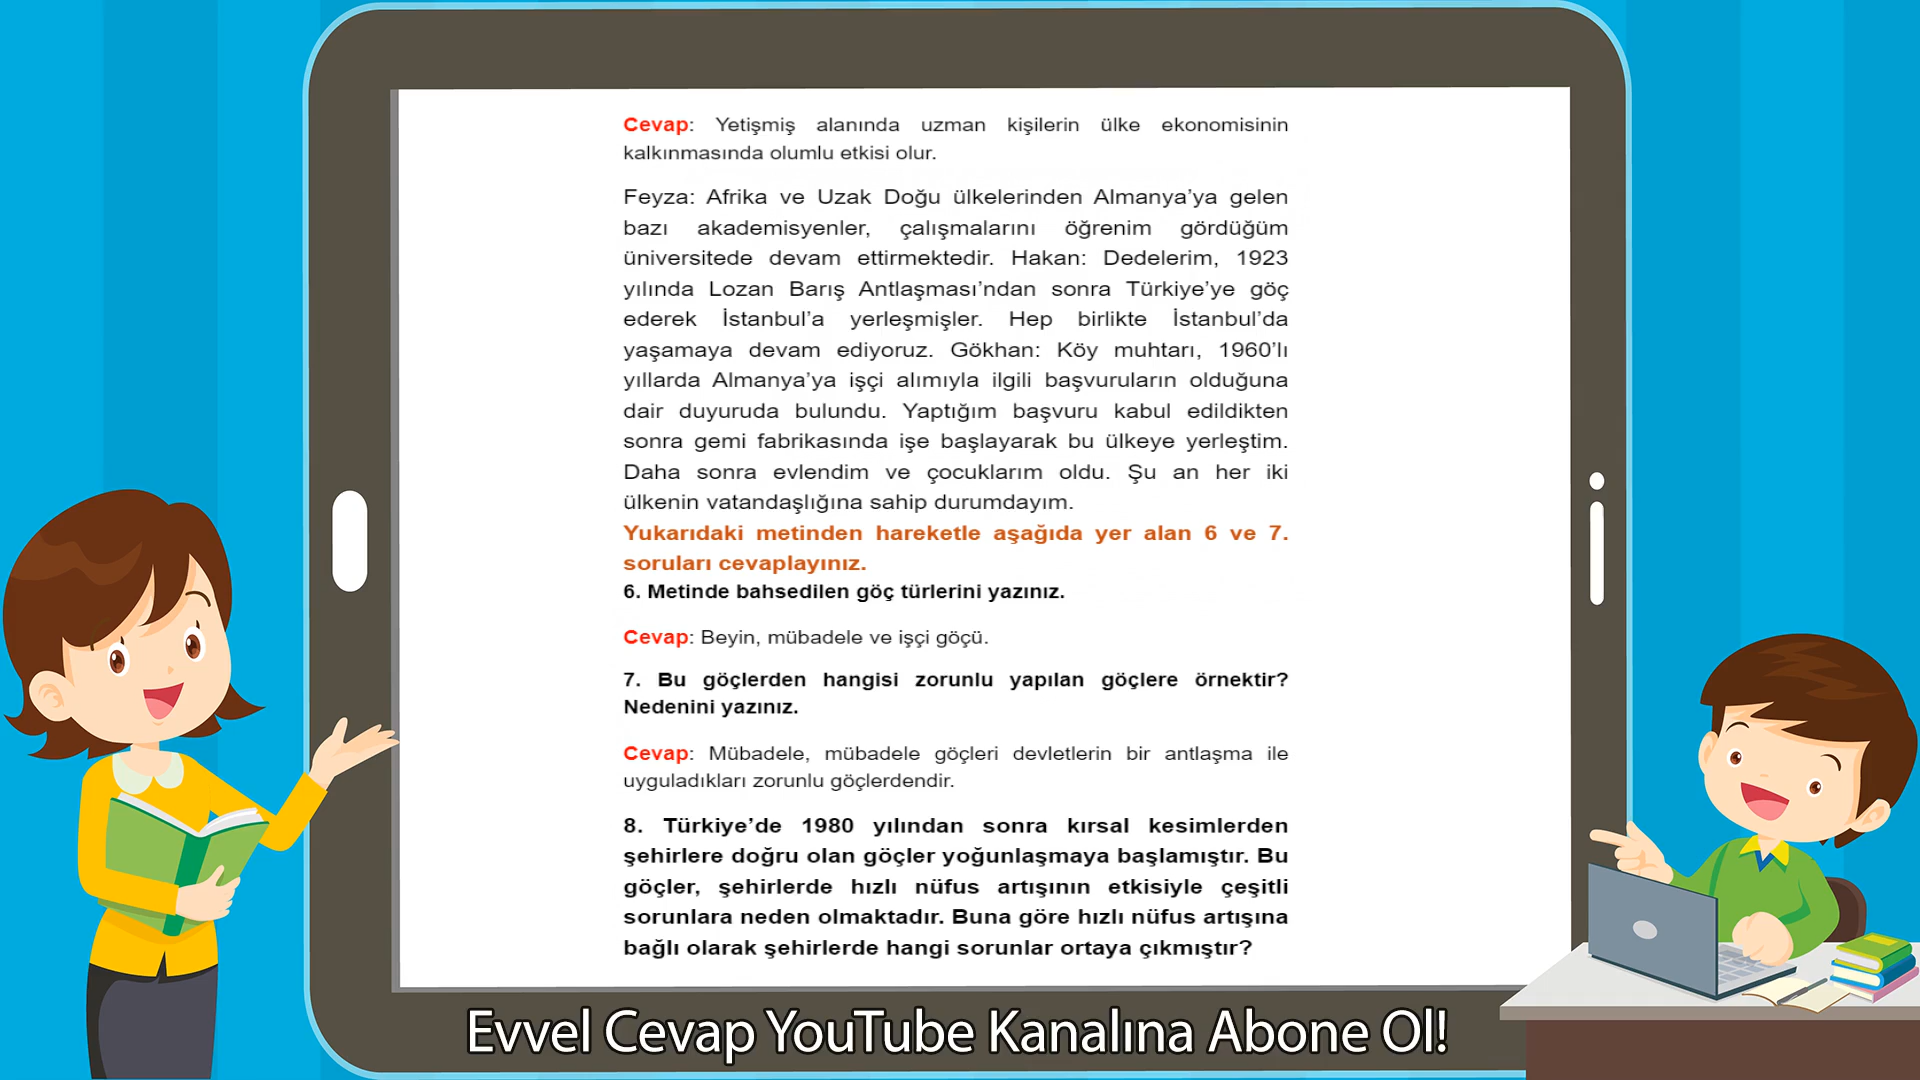 Cevap: Yetişmiş alanında uzman kişilerin ülke ekonomisinin
kalkınmasında olumlu etkisi olur.
Feyza: Afrika ve Uzak Doğu ülkelerinden Almanya’ya gelen
bazı akademisyenler, çalışmalarını öğrenim gördüğüm
üniversitede devam ettirmektedir. Hakan: Dedelerim, 1923
yılında Lozan Barış Antlaşması’ndan sonra Türkiye’ye göç
ederek İstanbul’a yerleşmişler. Hep birlikte İstanbul’da
yaşamaya devam ediyoruz. Gökhan: Köy muhtarı, 1960’lı
yıllarda Almanya’ya işçi alımıyla ilgili başvuruların olduğuna
dair duyuruda bulundu. Yaptığım başvuru kabul edildikten
sonra gemi fabrikasında işe başlayarak bu ülkeye yerleştim.
Daha sonra evlendim ve çocuklarım oldu. Şu an her iki
ülkenin vatandaşlığına sahip durumdayım.
Yukarıdaki metinden hareketle aşağıda yer alan 6 ve 7.
soruları cevaplayınız.
6. Metinde bahsedilen göç türlerini yazınız.
Cevap: Beyin, mübadele ve işçi göçü.
7. Bu göçlerden hangisi zorunlu yapılan göçlere örnektir?
Nedenini yazınız.
Cevap: Mübadele, mübadele göçleri devletlerin bir antlaşma ile
uyguladıkları zorunlu göçlerdendir.
8. Türkiye’de 1980 yılından sonra kırsal kesimlerden
şehirlere doğru olan göçler yoğunlaşmaya başlamıştır. Bu
göçler, şehirlerde hızlı nüfus artışının etkisiyle çeşitli
sorunlara neden olmaktadır. Buna göre hızlı nüfus artışına
bağlı olarak şehirlerde hangi sorunlar ortaya çıkmıştır?
Evvel Cevap YouTube Kanalına Abone Ol!